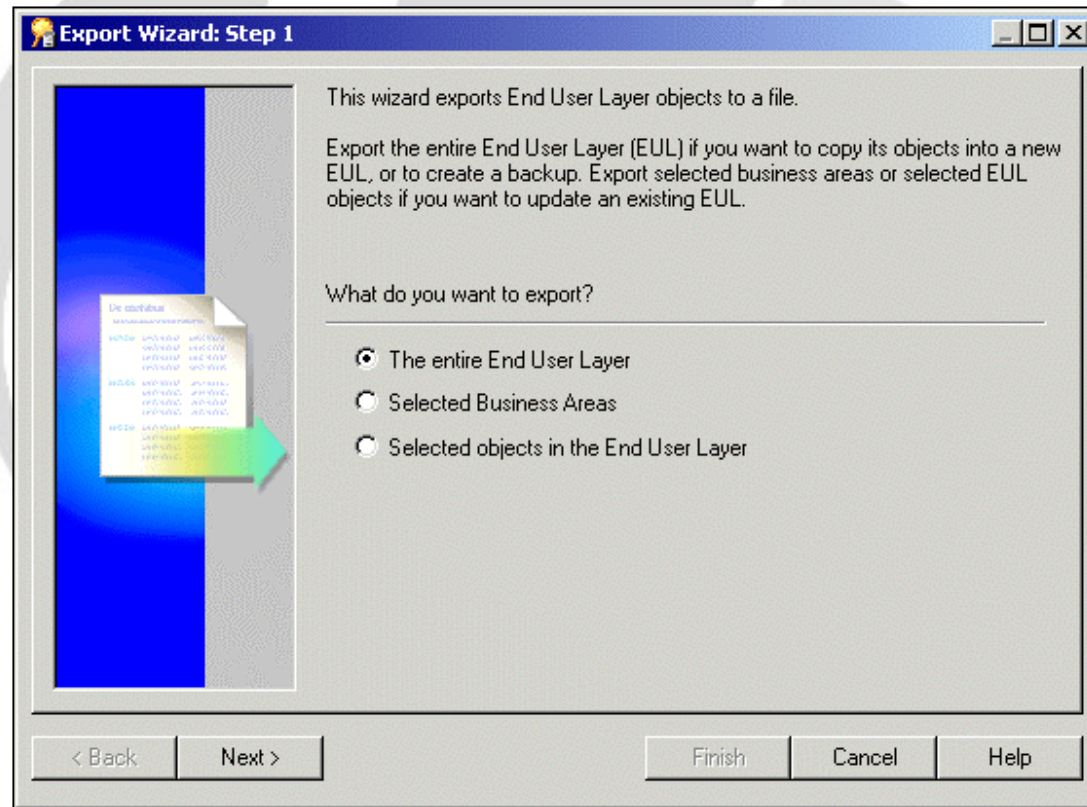 Export Wizard: Step 1
This wizard exports End User Layer objects to a file.
Export the entire End User Layer (EUL) if you want to copy its objects into a new
EUL, or to create a backup. Export selected business areas or selected EUL
objects if you want to update an existing EUL.
What do you want to export?
The entire End User Layer
Selected Business Areas
Selected objects in the End User Layer
< Back
Next >
Finish
Cancel
Help